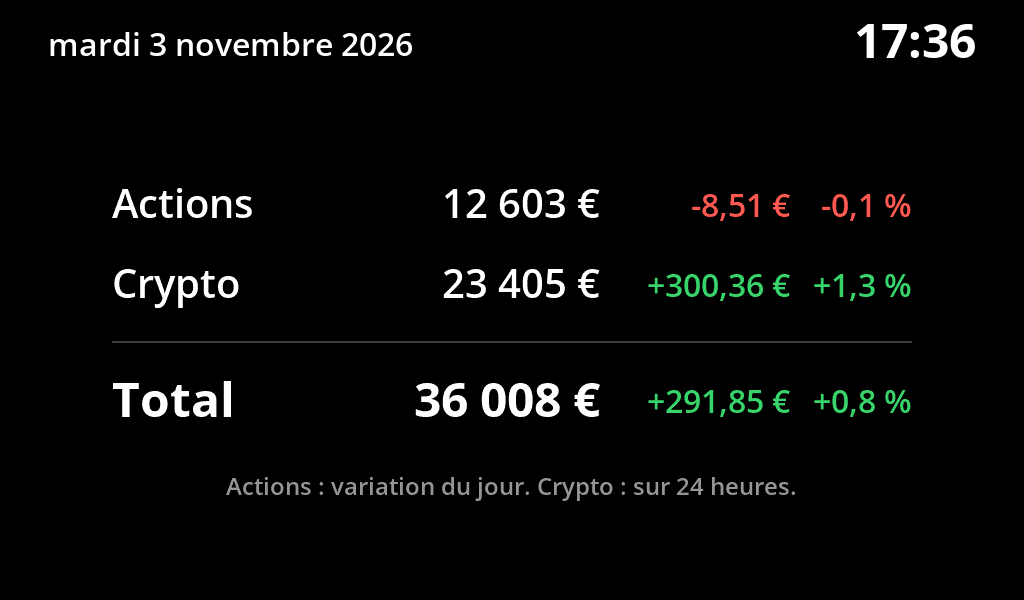 mardi 3 novembre 2026 17:36
Actions 12 603 € -8,51 € -0,1 %
Crypto 23 405 € +300,36 € +1,3 %
Total 36 008 € +291,85 € +0,8 %
Actions : variation du jour. Crypto : sur 24 heures.